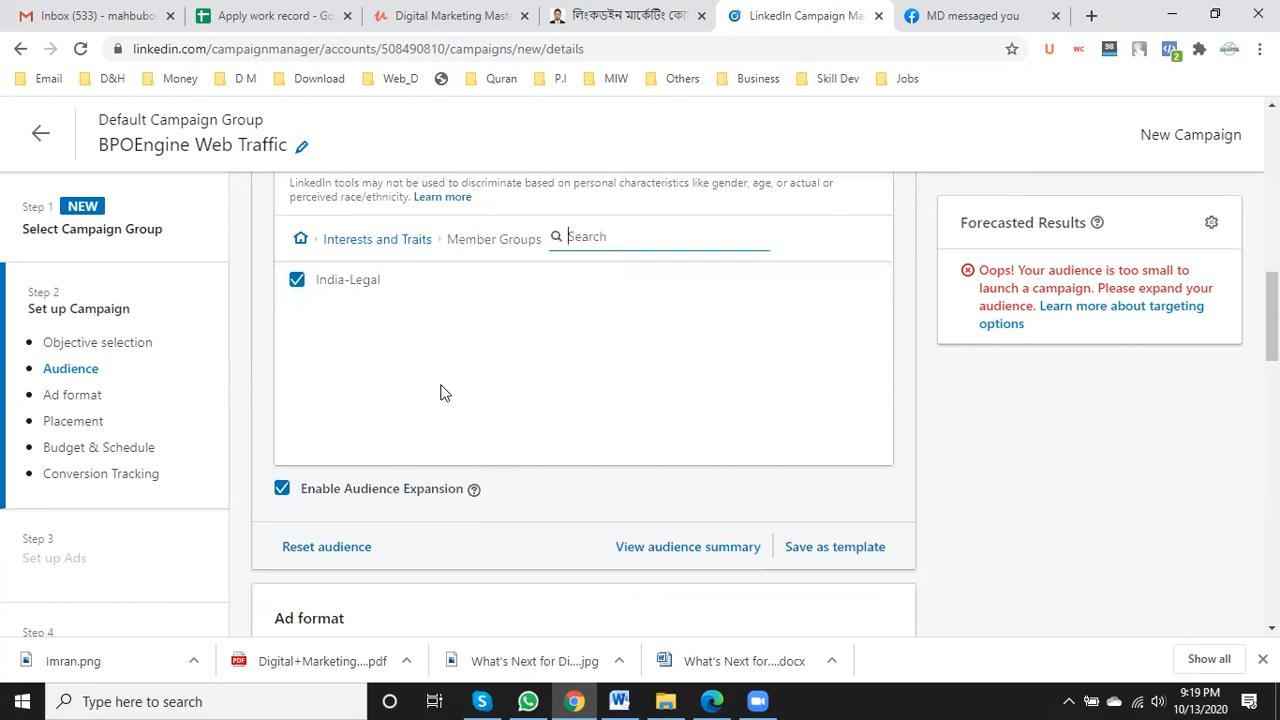 Inbox (533) - mahbubo
Apply work record - Go
Digital Marketing Maste
লিংকডইন মার্কেটিং কো
LinkedIn Campaign Ma
MD messaged you
linkedin.com/campaignmanager/accounts/508490810/campaigns/new/details
Email
D&H
Money
D M
Download
Web_D
Quran
P.I
MIW
Others
Business
Skill Dev
Jobs
Default Campaign Group
BPOEngine Web Traffic
New Campaign
Step 1 NEW
Select Campaign Group
Step 2
Set up Campaign
Objective selection
Audience
Ad format
Placement
Budget & Schedule
Conversion Tracking
Step 3
Set up Ads
Step 4
LinkedIn tools may not be used to discriminate based on personal characteristics like gender, age, or actual or
perceived race/ethnicity. Learn more
Interests and Traits › Member Groups Search
India-Legal
Enable Audience Expansion
Reset audience
View audience summary
Save as template
Ad format
Forecasted Results
Oops! Your audience is too small to
launch a campaign. Please expand your
audience. Learn more about targeting
options
Imran.png
Digital+Marketing....pdf
What's Next for Di....jpg
What's Next for....docx
Show all
Type here to search
9:19 PM
10/13/2020